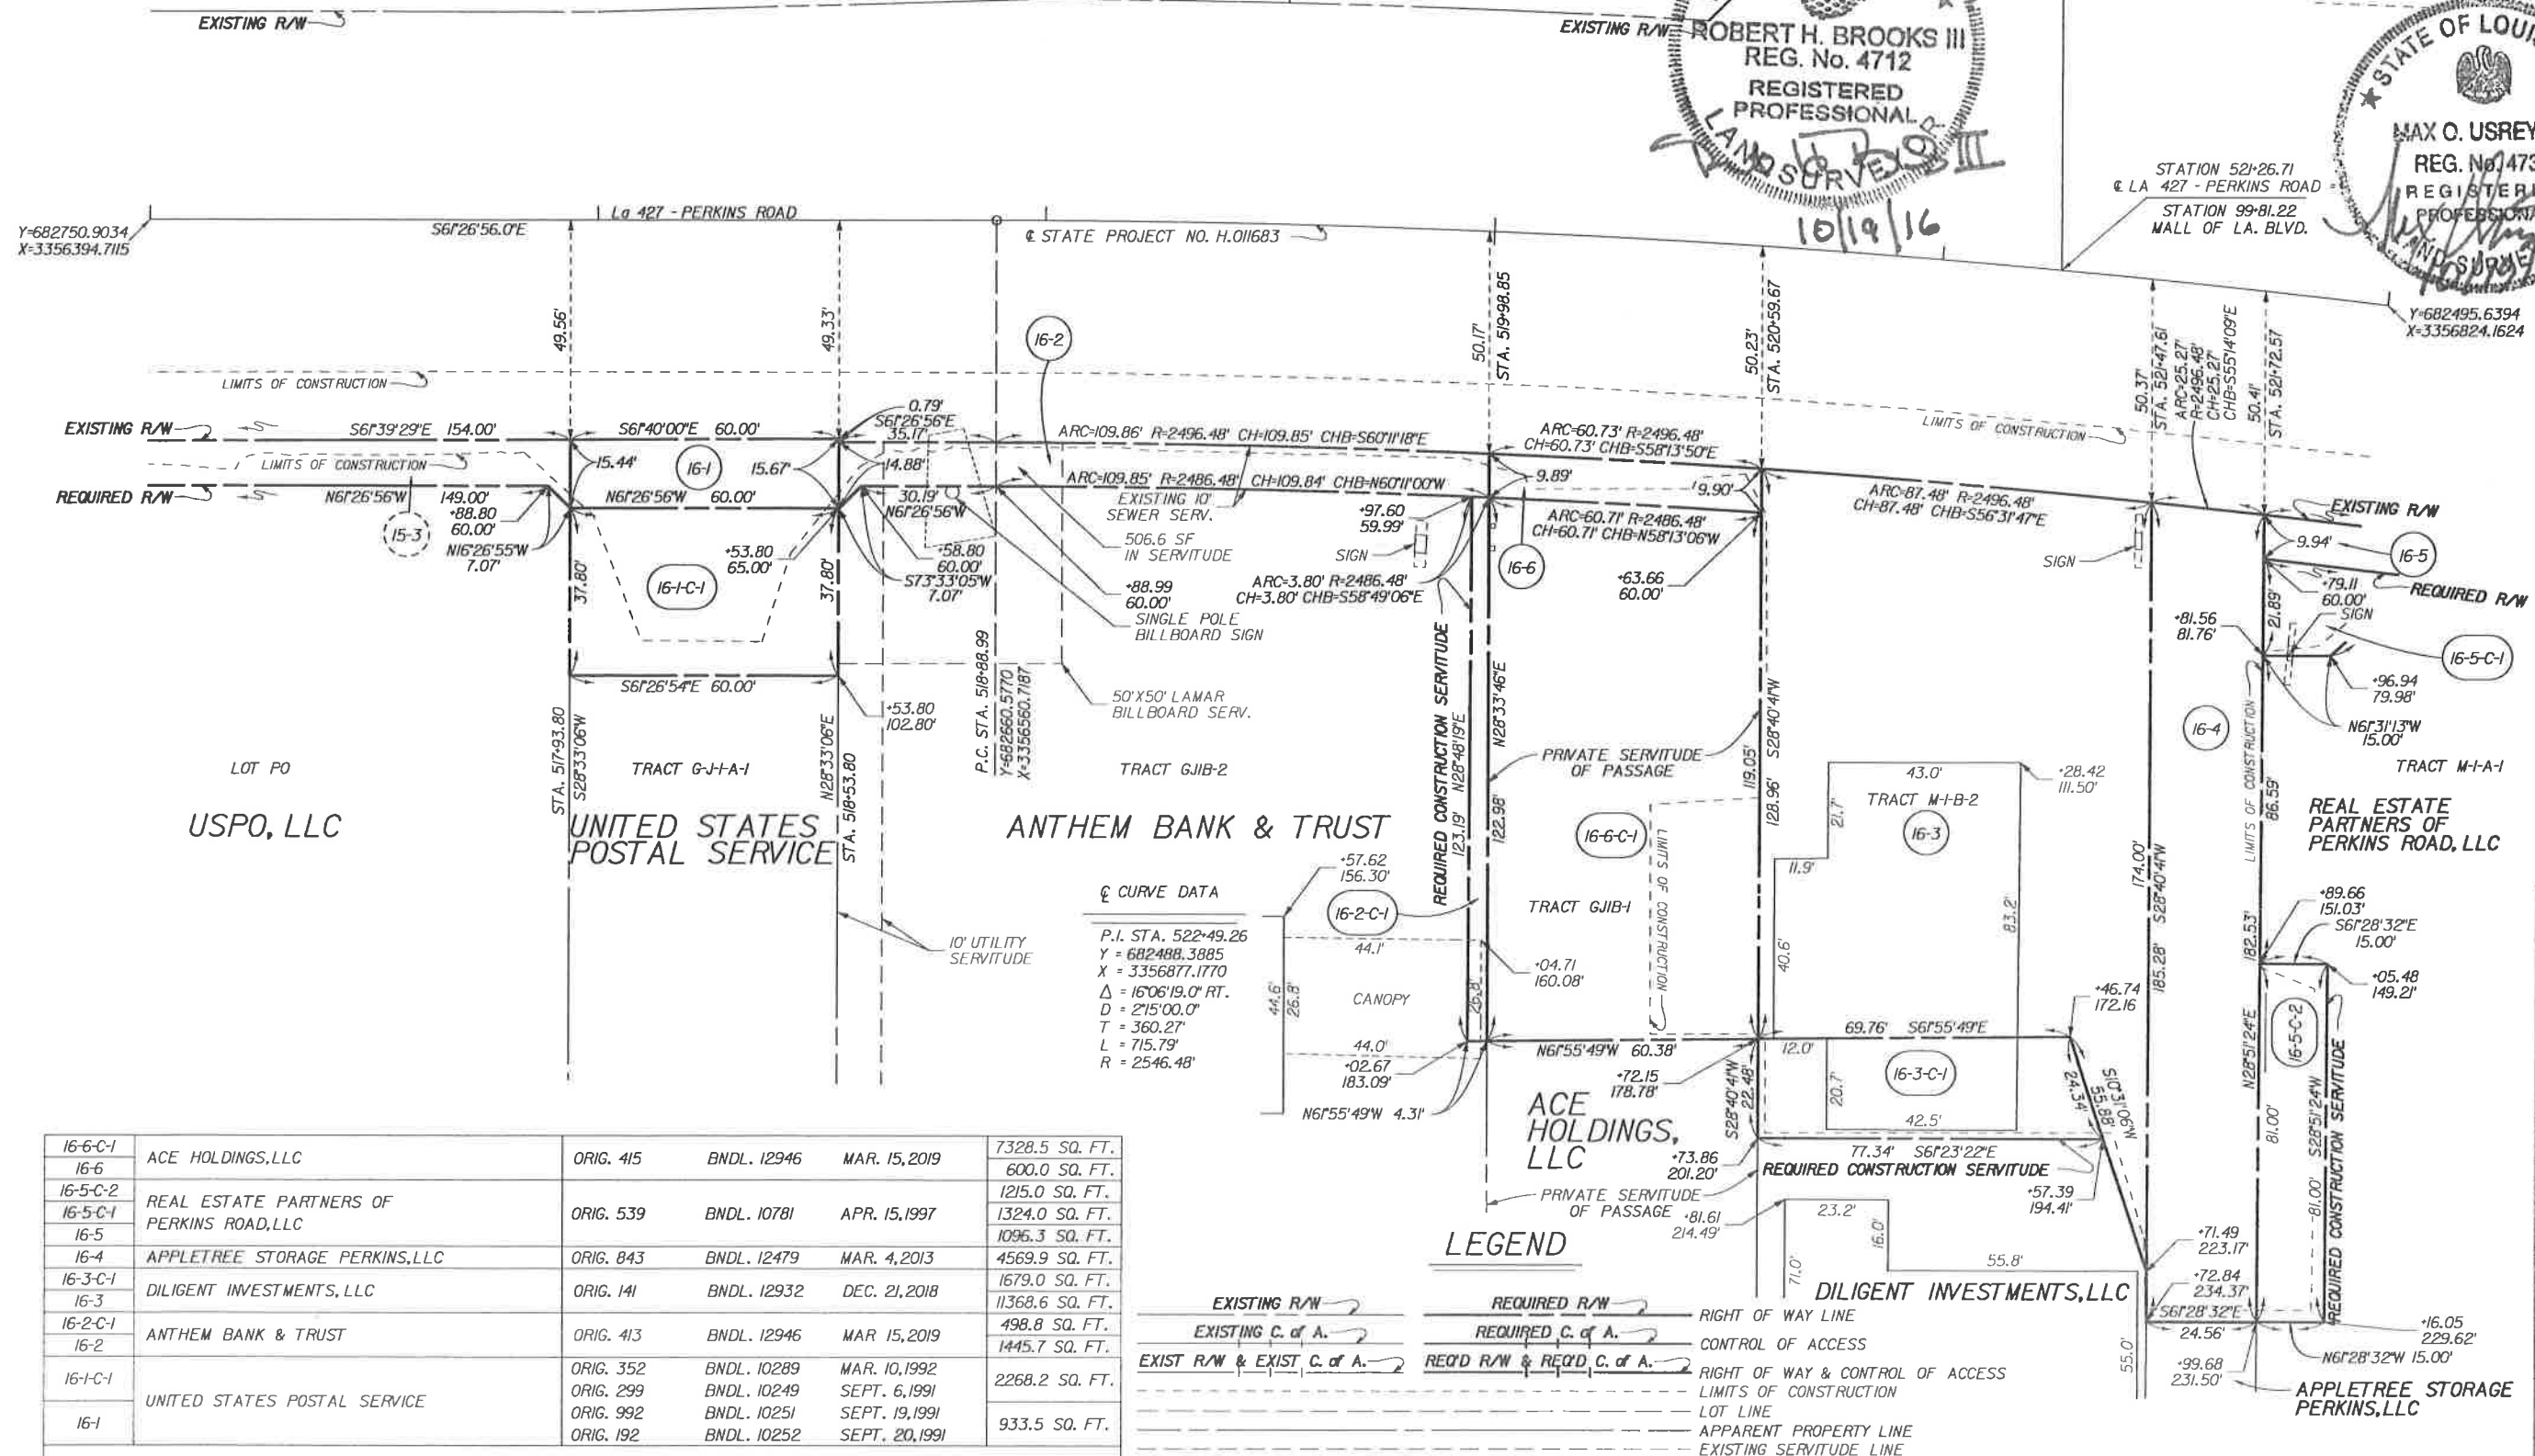 EXISTING R/W
EXISTING R/W
ROBERT H. BROOKS III
REG. No. 4712
REGISTERED
PROFESSIONAL
LAND SURVEYOR
10/19/16
STATE OF LOUI
MAX O. USREY
REG. No. 473
REGISTER
PROFESSIONA
LAND SURVE
STATION 521+26.71
℄ LA 427 - PERKINS ROAD
STATION 99+81.22
MALL OF LA. BLVD.
Y=682750.9034
X=3356394.7115
S61°26'56.0"E
La 427 - PERKINS ROAD
℄ STATE PROJECT NO. H.011683
Y=682495.6394
X=3356824.1624
49.56'
49.33'
50.17'
STA. 519+98.85
50.23'
STA. 520+59.67
50.37'
STA. 521+47.61
ARC=25.27'
R=2496.48'
CH=25.27'
CHB=S55°14'09"E
50.41'
STA. 521+72.57
16-2
LIMITS OF CONSTRUCTION
LIMITS OF CONSTRUCTION
EXISTING R/W
S61°39'29"E 154.00'
S61°40'00"E 60.00'
0.79'
S61°26'56"E
35.17'
ARC=109.86' R=2496.48' CH=109.85' CHB=S60°11'18"E
ARC=60.73' R=2496.48'
CH=60.73' CHB=S58°13'50"E
LIMITS OF CONSTRUCTION
15.44'
16-1
15.67'
14.88'
9.89'
9.90'
REQUIRED R/W
N61°26'56"W 149.00'
N61°26'56"W 60.00'
30.19'
N61°26'56"W
ARC=109.85' R=2486.48' CH=109.84' CHB=N60°11'00"W
ARC=87.48' R=2496.48'
CH=87.48' CHB=S56°31'47"E
EXISTING R/W
15-3
+88.80
60.00'
N16°26'55"W
7.07'
EXISTING 10'
SEWER SERV.
506.6 SF
IN SERVITUDE
+97.60
59.99'
SIGN
ARC=60.71' R=2486.48'
CH=60.71' CHB=N58°13'06"W
SIGN
9.94'
16-5
REQUIRED R/W
37.80'
16-1-C-1
+53.80
65.00'
37.80'
+58.80
60.00'
S73°33'05"W
7.07'
+88.99
60.00'
SINGLE POLE
BILLBOARD SIGN
ARC=3.80' R=2486.48'
CH=3.80' CHB=S58°49'06"E
16-6
+63.66
60.00'
+79.11
60.00'
SIGN
21.89'
+81.56
81.76'
16-5-C-1
S61°26'54"E 60.00'
+53.80
102.80'
50'X50' LAMAR
BILLBOARD SERV.
P.C. STA. 518+88.99
Y=682660.5770
X=3356560.7187
+96.94
79.98'
N61°31'13"W
15.00'
16-4
STA. 517+93.80
S28°33'06"W
N28°33'06"E
STA. 518+53.80
LOT PO
USPO, LLC
TRACT G-J-1-A-1
UNITED STATES
POSTAL SERVICE
TRACT GJ1B-2
ANTHEM BANK & TRUST
REQUIRED CONSTRUCTION SERVITUDE
123.19' N28°48'19"E
122.98'
N28°33'46"E
PRIVATE SERVITUDE
OF PASSAGE
16-6-C-1
LIMITS OF CONSTRUCTION
TRACT GJ1B-1
119.05'
128.96' S28°40'41"W
43.0'
+28.42
111.50'
TRACT M-1-B-2
16-3
21.7'
11.9'
40.6'
83.2'
174.00'
185.28' S28°40'41"W
LIMITS OF CONSTRUCTION
86.59'
182.53'
TRACT M-1-A-1
REAL ESTATE
PARTNERS OF
PERKINS ROAD, LLC
+89.66
151.03'
S61°28'32"E
15.00'
+05.48
149.21'
16-5-C-2
N28°51'24"E
81.00'
81.00' S28°51'24"W
REQUIRED CONSTRUCTION SERVITUDE
10' UTILITY
SERVITUDE
℄ CURVE DATA
P.I. STA. 522+49.26
Y = 682488.3885
X = 3356877.1770
Δ = 16°06'19.0" RT.
D = 2°15'00.0"
T = 360.27'
L = 715.79'
R = 2546.48'
+57.62
156.30'
16-2-C-1
44.1'
CANOPY
44.6'
26.8'
26.8'
44.0'
+04.71
160.08'
+02.67
183.09'
N61°55'49"W 4.31'
N61°55'49"W 60.38'
+72.15
178.78'
ACE
HOLDINGS,
LLC
S28°40'41"W
22.48'
69.76' S61°55'49"E
12.0'
20.7'
16-3-C-1
42.5'
+46.74
172.16
24.34'
S10°31'06"W
55.88'
77.34' S61°23'22"E
+73.86
201.20'
REQUIRED CONSTRUCTION SERVITUDE
+57.39
194.41'
PRIVATE SERVITUDE
OF PASSAGE
+81.61
214.49'
23.2'
16.0'
71.0'
55.8'
DILIGENT INVESTMENTS, LLC
+71.49
223.17'
+72.84
234.37'
S61°28'32"E
24.56'
55.0'
+16.05
229.62'
N61°28'32"W 15.00'
+99.68
231.50'
APPLETREE STORAGE
PERKINS, LLC
16-6-C-1 ACE HOLDINGS, LLC ORIG. 415 BNDL. 12946 MAR. 15, 2019 7328.5 SQ. FT.
16-6 600.0 SQ. FT.
16-5-C-2 REAL ESTATE PARTNERS OF 1215.0 SQ. FT.
16-5-C-1 PERKINS ROAD, LLC ORIG. 539 BNDL. 10781 APR. 15, 1997 1324.0 SQ. FT.
16-5 1096.3 SQ. FT.
16-4 APPLETREE STORAGE PERKINS, LLC ORIG. 843 BNDL. 12479 MAR. 4, 2013 4569.9 SQ. FT.
16-3-C-1 DILIGENT INVESTMENTS, LLC ORIG. 141 BNDL. 12932 DEC. 21, 2018 1679.0 SQ. FT.
16-3 11368.6 SQ. FT.
16-2-C-1 ANTHEM BANK & TRUST ORIG. 413 BNDL. 12946 MAR 15, 2019 498.8 SQ. FT.
16-2 1445.7 SQ. FT.
16-1-C-1 UNITED STATES POSTAL SERVICE ORIG. 352 BNDL. 10289 MAR. 10, 1992 2268.2 SQ. FT.
ORIG. 299 BNDL. 10249 SEPT. 6, 1991
16-1 ORIG. 992 BNDL. 10251 SEPT. 19, 1991 933.5 SQ. FT.
ORIG. 192 BNDL. 10252 SEPT. 20, 1991
LEGEND
EXISTING R/W REQUIRED R/W RIGHT OF WAY LINE
EXISTING C. of A. REQUIRED C. of A. CONTROL OF ACCESS
EXIST R/W & EXIST C. of A. REQ'D R/W & REQ'D C. of A. RIGHT OF WAY & CONTROL OF ACCESS
LIMITS OF CONSTRUCTION
LOT LINE
APPARENT PROPERTY LINE
EXISTING SERVITUDE LINE